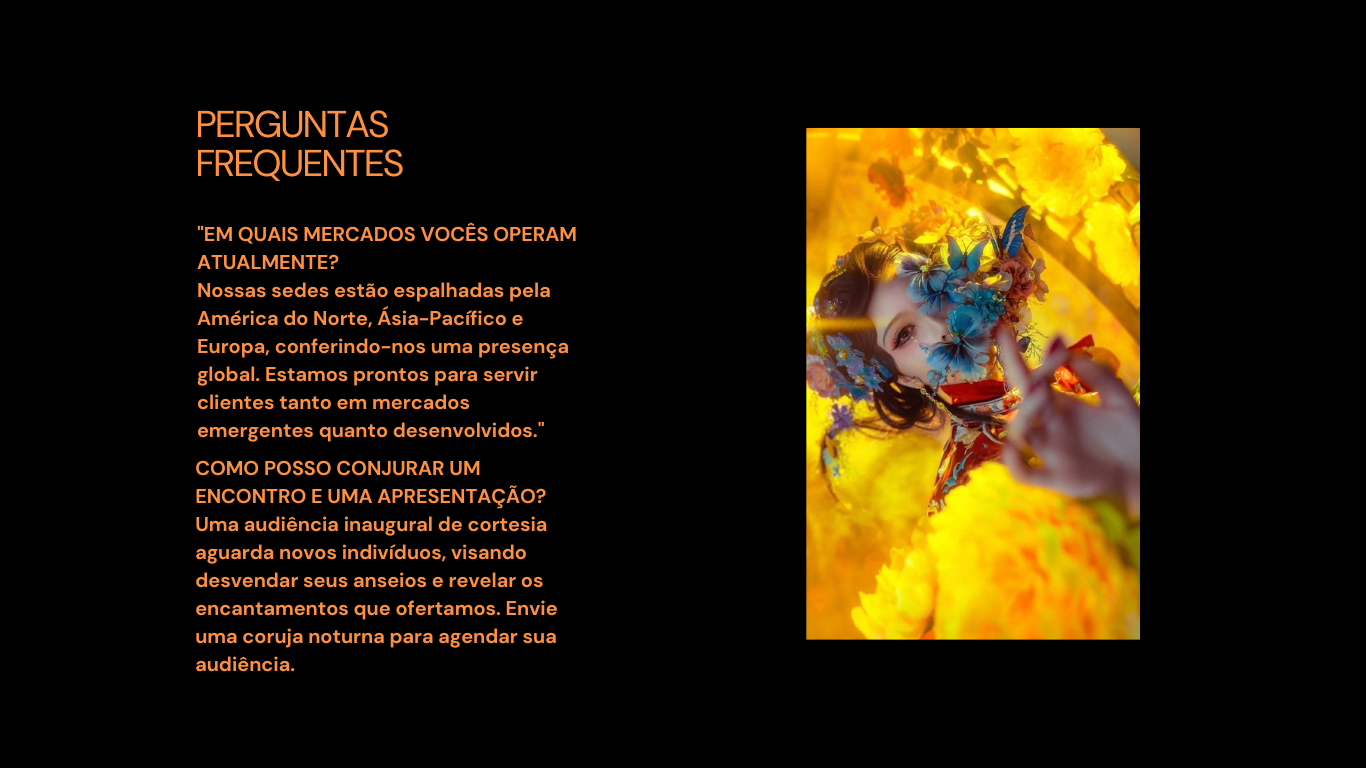 PERGUNTAS
FREQUENTES
"EM QUAIS MERCADOS VOCÊS OPERAM
ATUALMENTE?
Nossas sedes estão espalhadas pela
América do Norte, Ásia-Pacífico e
Europa, conferindo-nos uma presença
global. Estamos prontos para servir
clientes tanto em mercados
emergentes quanto desenvolvidos."
COMO POSSO CONJURAR UM
ENCONTRO E UMA APRESENTAÇÃO?
Uma audiência inaugural de cortesia
aguarda novos indivíduos, visando
desvendar seus anseios e revelar os
encantamentos que ofertamos. Envie
uma coruja noturna para agendar sua
audiência.